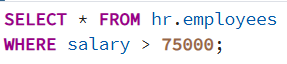 SELECT * FROM hr.employees
WHERE salary > 75000;